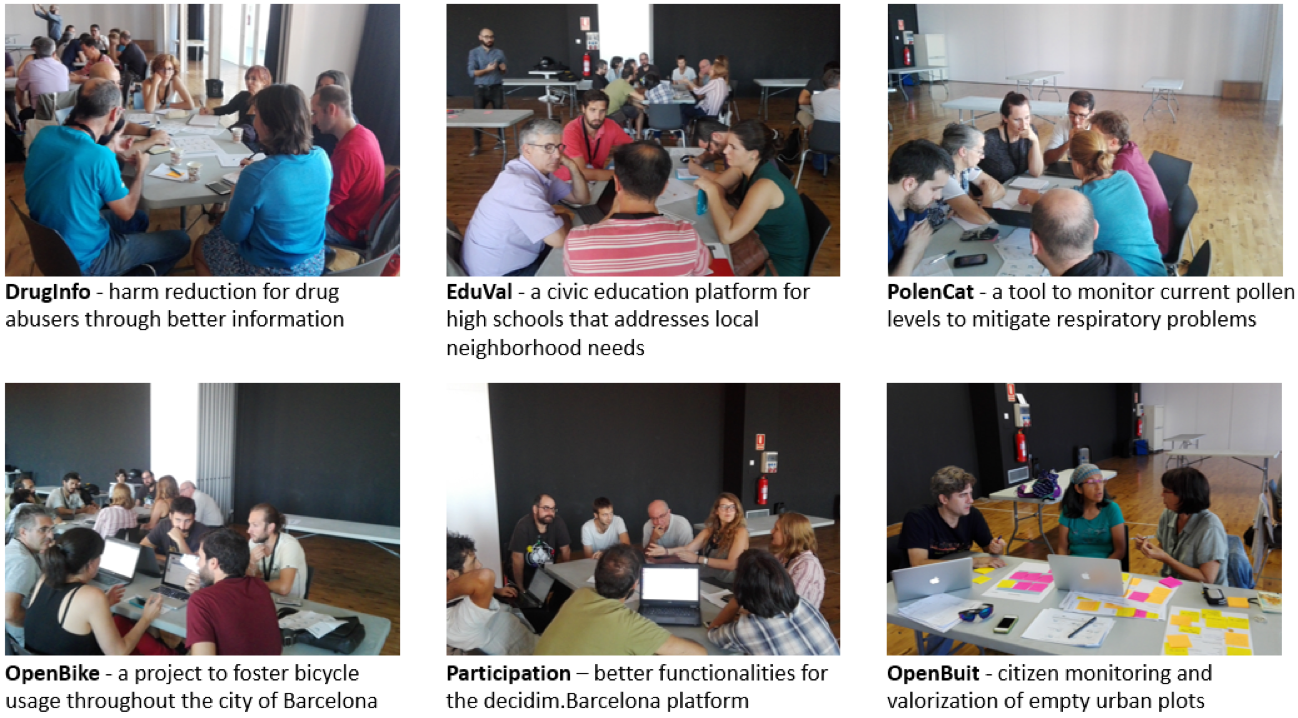 DrugInfo - harm reduction for drug
abusers through better information
EduVal - a civic education platform for
high schools that addresses local
neighborhood needs
PolenCat - a tool to monitor current pollen
levels to mitigate respiratory problems
OpenBike - a project to foster bicycle
usage throughout the city of Barcelona
Participation – better functionalities for
the decidim.Barcelona platform
OpenBuit - citizen monitoring and
valorization of empty urban plots